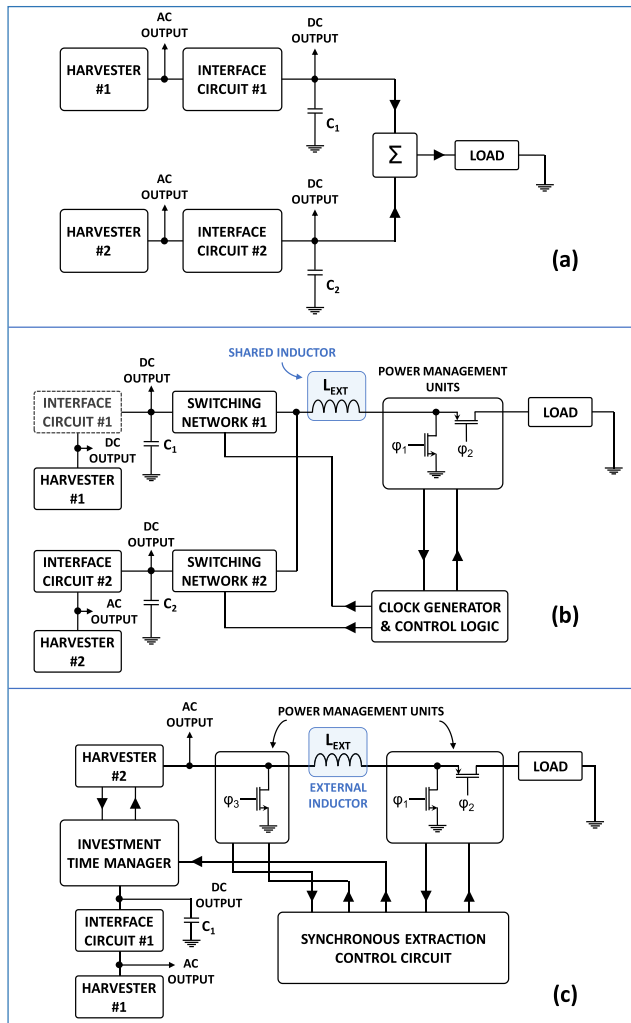 AC
OUTPUT
DC
OUTPUT
HARVESTER
#1
INTERFACE
CIRCUIT #1
C1
Σ
LOAD
AC
OUTPUT
DC
OUTPUT
HARVESTER
#2
INTERFACE
CIRCUIT #2
C2
(a)
SHARED INDUCTOR
DC
OUTPUT
LEXT
POWER MANAGEMENT
UNITS
INTERFACE
CIRCUIT #1
SWITCHING
NETWORK #1
LOAD
DC
OUTPUT
C1
φ1
φ2
HARVESTER
#1
DC
OUTPUT
INTERFACE
CIRCUIT #2
SWITCHING
NETWORK #2
AC
OUTPUT
C2
CLOCK GENERATOR
& CONTROL LOGIC
HARVESTER
#2
(b)
AC
OUTPUT
POWER MANAGEMENT UNITS
LEXT
HARVESTER
#2
LOAD
φ3
EXTERNAL
INDUCTOR
φ1
φ2
INVESTMENT
TIME MANAGER
DC
OUTPUT
C1
INTERFACE
CIRCUIT #1
SYNCHRONOUS EXTRACTION
CONTROL CIRCUIT
AC
OUTPUT
HARVESTER
#1
(c)